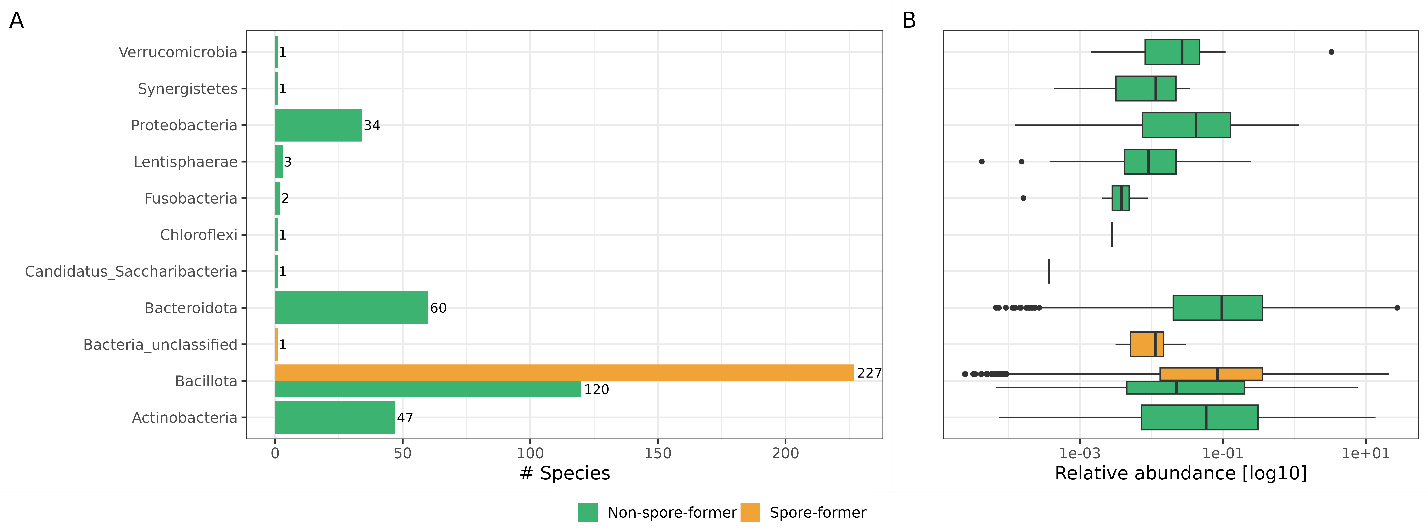 A
Verrucomicrobia
1
Synergistetes
1
Proteobacteria
34
Lentisphaerae
3
Fusobacteria
2
Chloroflexi
1
Candidatus_Saccharibacteria
1
Bacteroidota
60
Bacteria_unclassified
1
Bacillota
227
120
Actinobacteria
47
0 50 100 150 200
# Species
B
1e-03 1e-01 1e+01
Relative abundance [log10]
Non-spore-former Spore-former